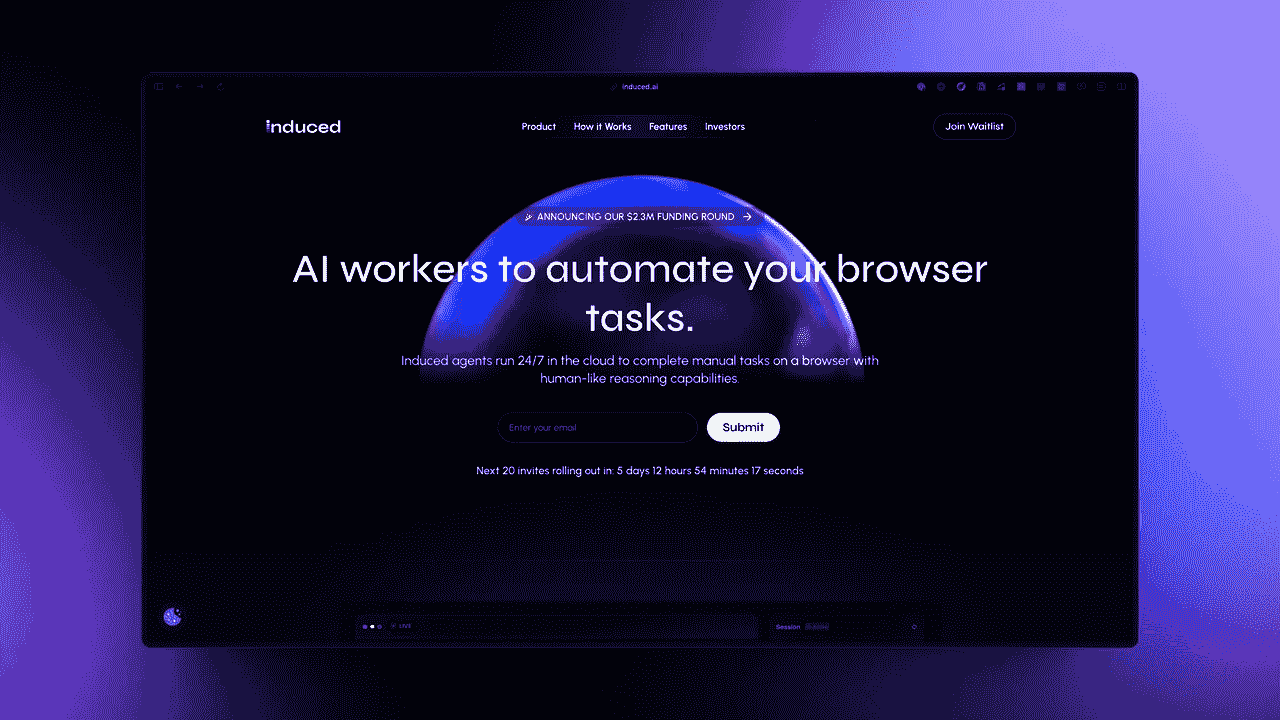 induced.ai
induced
Product How it Works Features Investors
Join Waitlist
ANNOUNCING OUR $2.3M FUNDING ROUND →
AI workers to automate your browser
tasks.
Induced agents run 24/7 in the cloud to complete manual tasks on a browser with
human-like reasoning capabilities.
Enter your email
Submit
Next 20 invites rolling out in: 5 days 12 hours 54 minutes 17 seconds
LIVE
Session